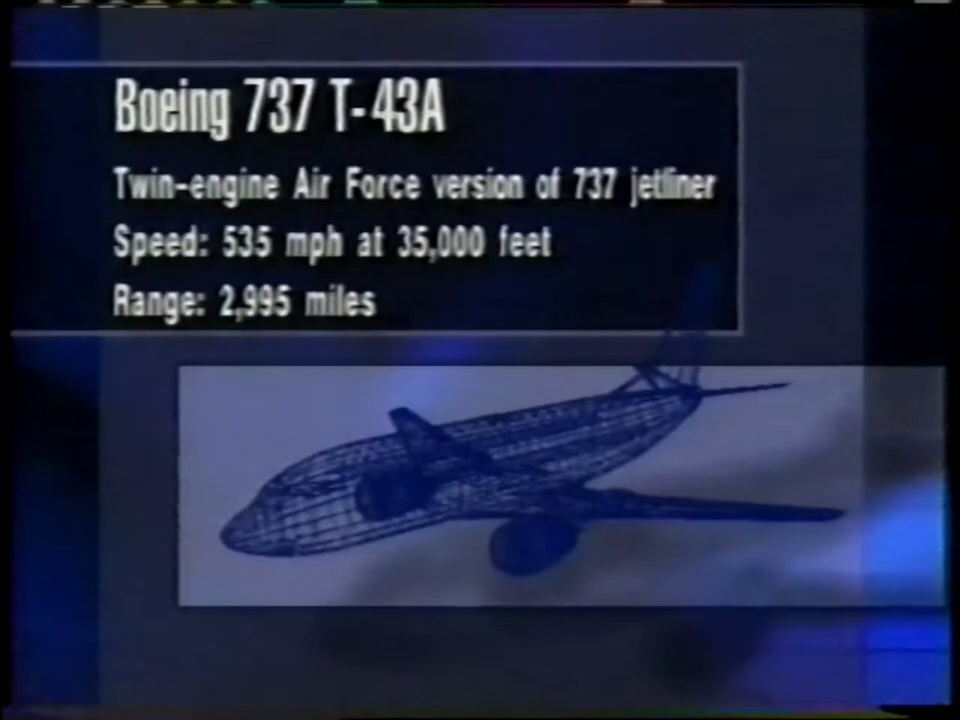 Boeing 737 T-43A
Twin-engine Air Force version of 737 jetliner
Speed: 535 mph at 35,000 feet
Range: 2,995 miles